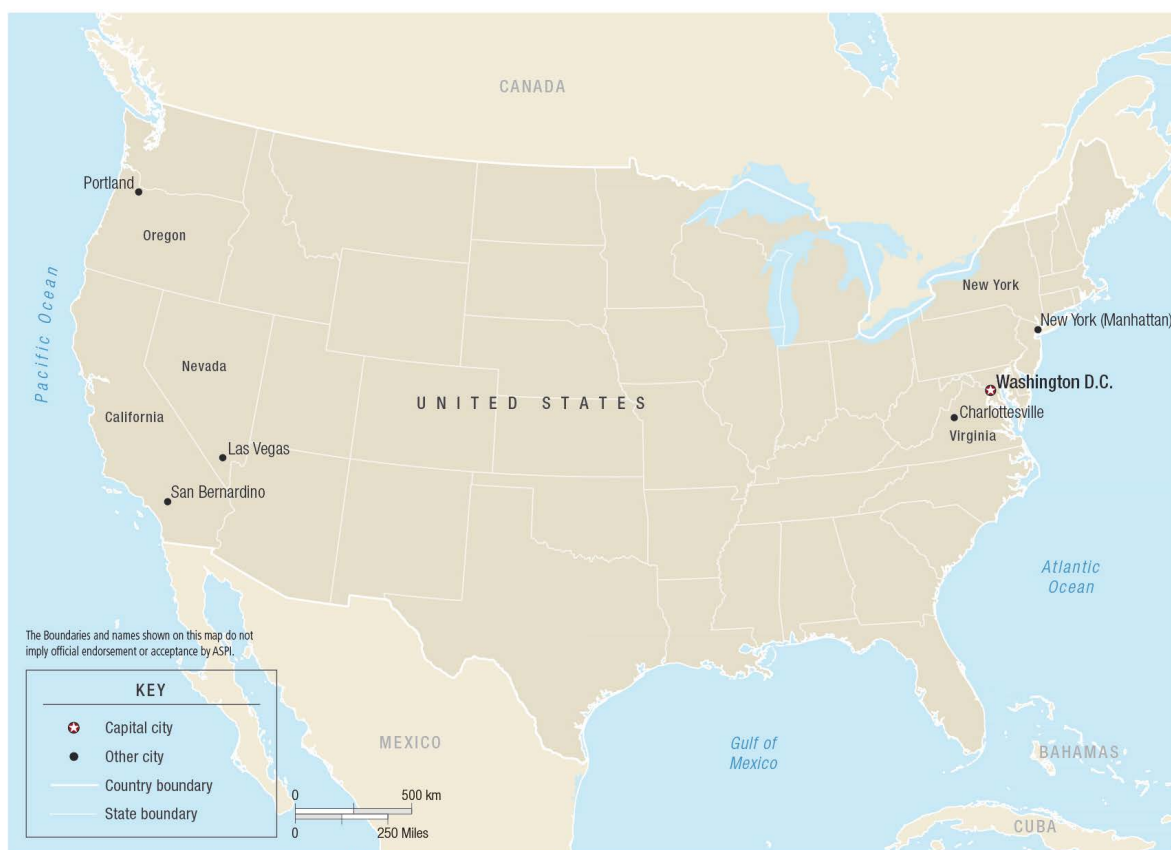 CANADA
Portland
Oregon
Pacific Ocean
New York
New York (Manhattan)
Nevada
Washington D.C.
UNITED STATES
California
Charlottesville
Virginia
Las Vegas
San Bernardino
Atlantic
Ocean
The Boundaries and names shown on this map do not
imply official endorsement or acceptance by ASPI.
KEY
Capital city
Other city
Country boundary
State boundary
MEXICO
Gulf of
Mexico
BAHAMAS
0 500 km
0 250 Miles
CUBA